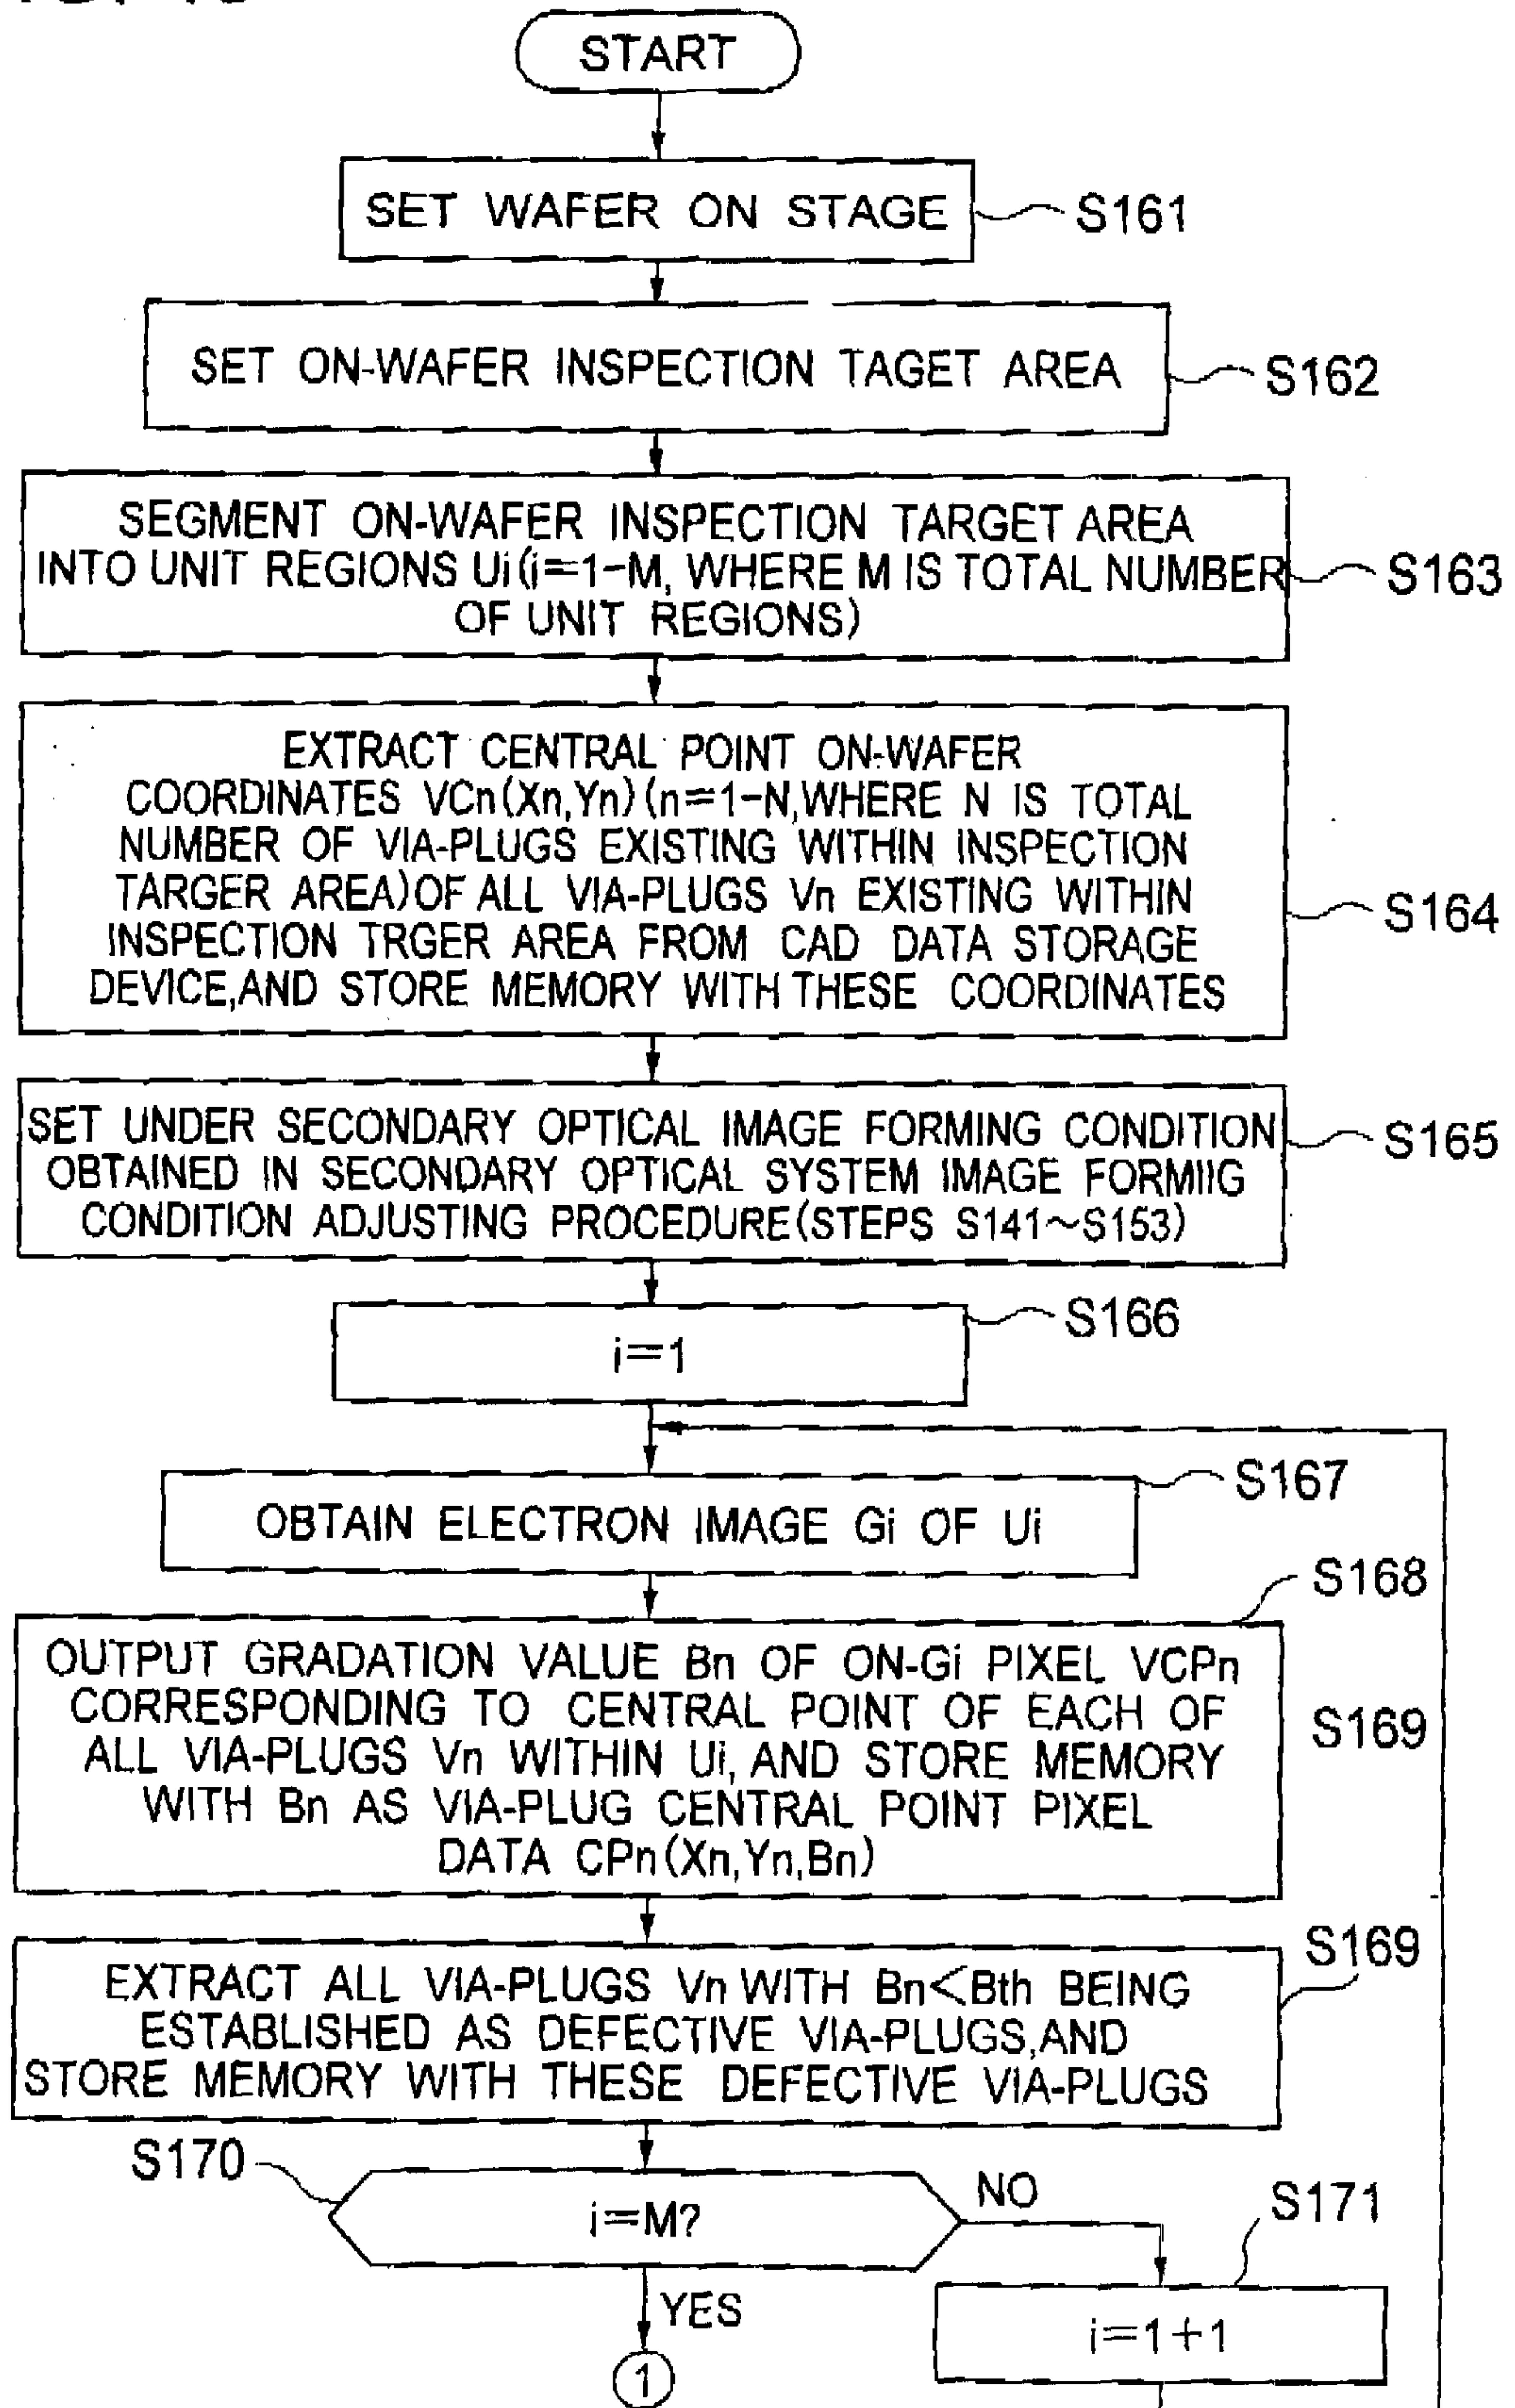 START
SET WAFER ON STAGE
S161
SET ON-WAFER INSPECTION TAGET AREA
S162
SEGMENT ON-WAFER INSPECTION TARGET AREA
INTO UNIT REGIONS Ui(i=1-M, WHERE M IS TOTAL NUMBER
OF UNIT REGIONS)
S163
EXTRACT CENTRAL POINT ON-WAFER
COORDINATES VCn(Xn,Yn)(n=1-N,WHERE N IS TOTAL
NUMBER OF VIA-PLUGS EXISTING WITHIN INSPECTION
TARGER AREA)OF ALL VIA-PLUGS Vn EXISTING WITHIN
INSPECTION TRGER AREA FROM CAD DATA STORAGE
DEVICE,AND STORE MEMORY WITH THESE COORDINATES
S164
SET UNDER SECONDARY OPTICAL IMAGE FORMING CONDITION
OBTAINED IN SECONDARY OPTICAL SYSTEM IMAGE FORMIIG
CONDITION ADJUSTING PROCEDURE(STEPS S141~S153)
S165
i=1
S166
OBTAIN ELECTRON IMAGE Gi OF Ui
S167
S168
OUTPUT GRADATION VALUE Bn OF ON-Gi PIXEL VCPn
CORRESPONDING TO CENTRAL POINT OF EACH OF
ALL VIA-PLUGS Vn WITHIN Ui, AND STORE MEMORY
WITH Bn AS VIA-PLUG CENTRAL POINT PIXEL
DATA CPn(Xn,Yn,Bn)
S169
EXTRACT ALL VIA-PLUGS Vn WITH Bn<Bth BEING
ESTABLISHED AS DEFECTIVE VIA-PLUGS,AND
STORE MEMORY WITH THESE DEFECTIVE VIA-PLUGS
S169
S170
i=M?
NO
S171
YES
i=1+1
1